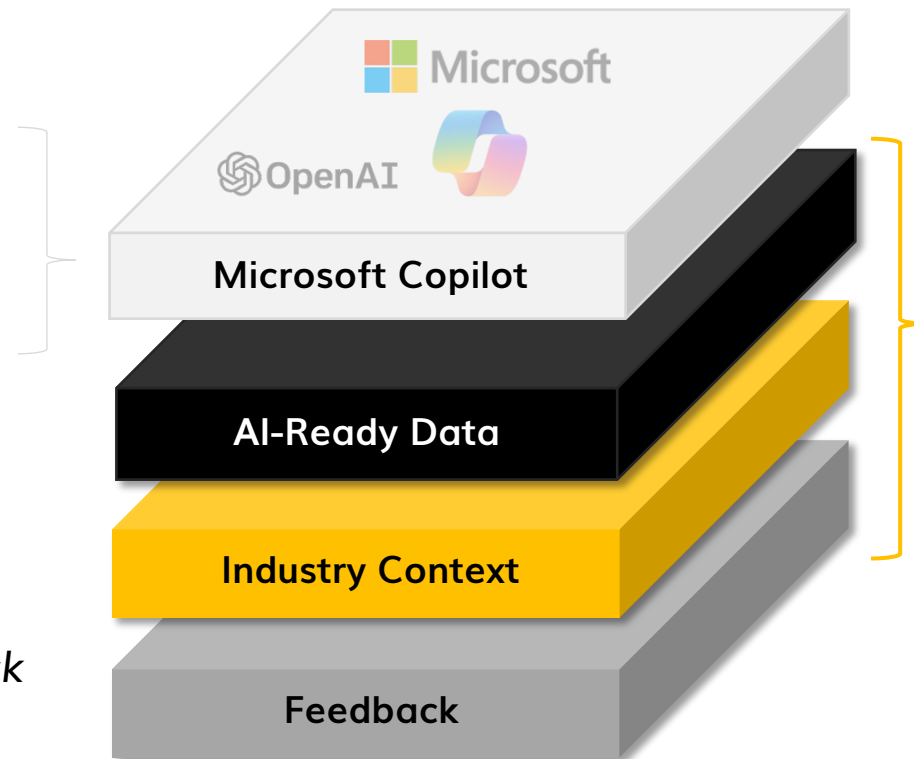 Microsoft
OpenAI
Microsoft Copilot
AI-Ready Data
Industry Context
Feedback